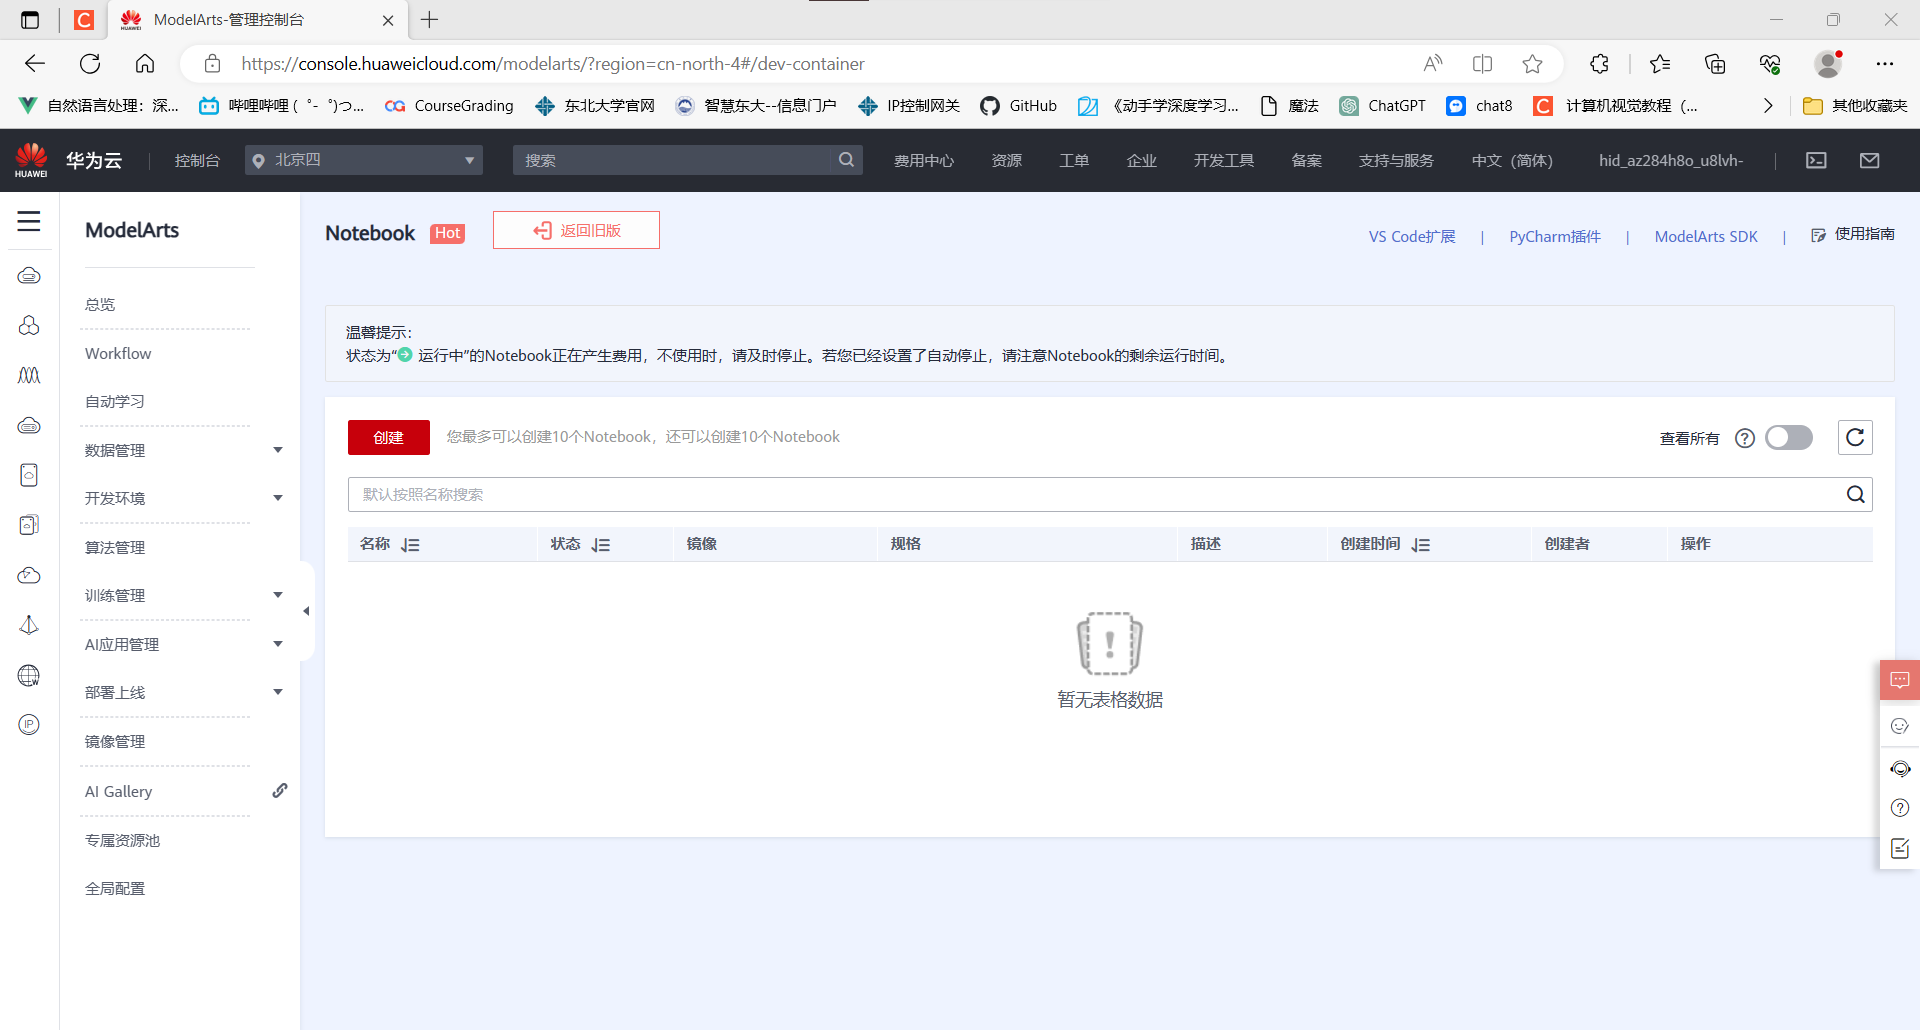 ModelArts-管理控制台
https://console.huaweicloud.com/modelarts/?region=cn-north-4#/dev-container
自然语言处理：深...
哔哩哔哩 (゜-゜)つ...
CourseGrading
东北大学官网
智慧东大--信息门户
IP控制网关
GitHub
《动手学深度学习...
魔法
ChatGPT
chat8
计算机视觉教程（...
其他收藏夹
HUAWEI
华为云
控制台
北京四
搜索
费用中心
资源
工单
企业
开发工具
备案
支持与服务
中文（简体）
hid_az284h8o_u8lvh-
ModelArts
总览
Workflow
自动学习
数据管理
开发环境
算法管理
训练管理
AI应用管理
部署上线
镜像管理
AI Gallery
专属资源池
全局配置
Notebook
Hot
返回旧版
VS Code扩展 | PyCharm插件 | ModelArts SDK | 使用指南
温馨提示：
状态为“ 运行中”的Notebook正在产生费用，不使用时，请及时停止。若您已经设置了自动停止，请注意Notebook的剩余运行时间。
创建
您最多可以创建10个Notebook，还可以创建10个Notebook
查看所有
默认按照名称搜索
名称 状态 镜像 规格 描述 创建时间 创建者 操作
暂无表格数据